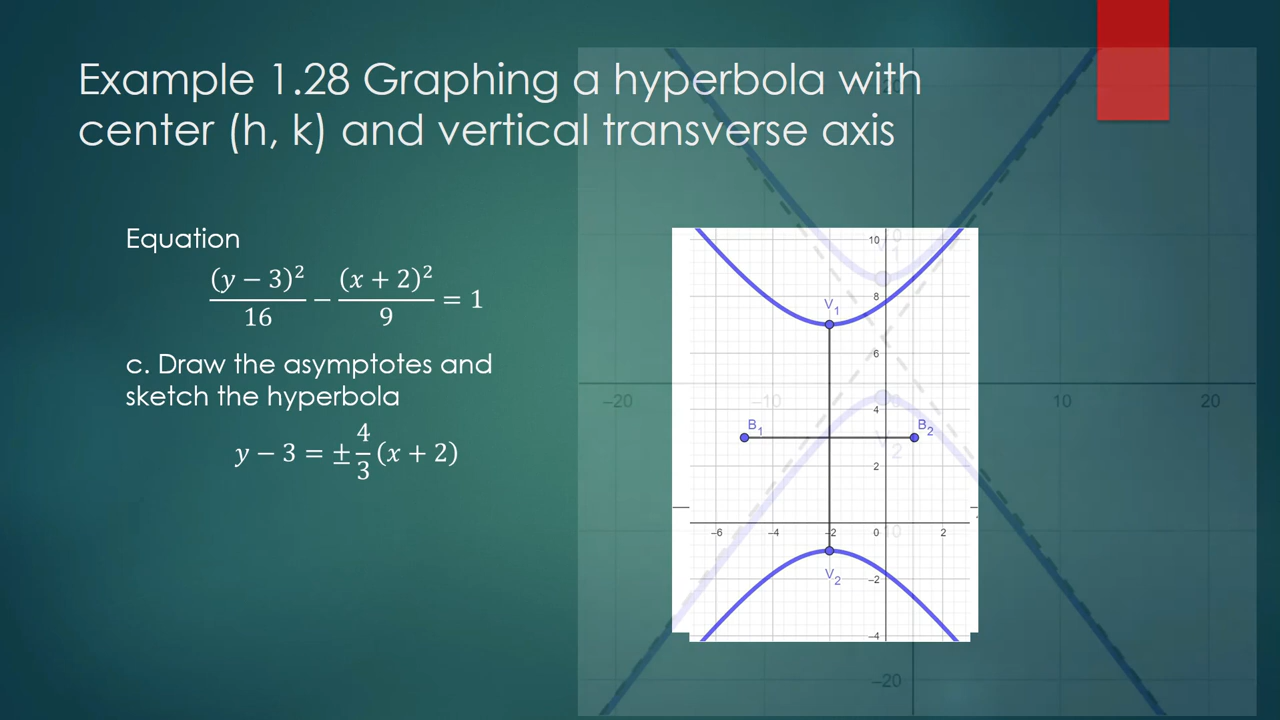 Example 1.28 Graphing a hyperbola with
center (h, k) and vertical transverse axis
Equation
(y − 3)²/16 − (x + 2)²/9 = 1
c. Draw the asymptotes and
sketch the hyperbola
y − 3 = ±4/3 (x + 2)
10
V₁
8
6
4
B₁
B₂
2
−6 −4 −2 0 2
V₂
−2
−4
−20 −10 10 20
−20